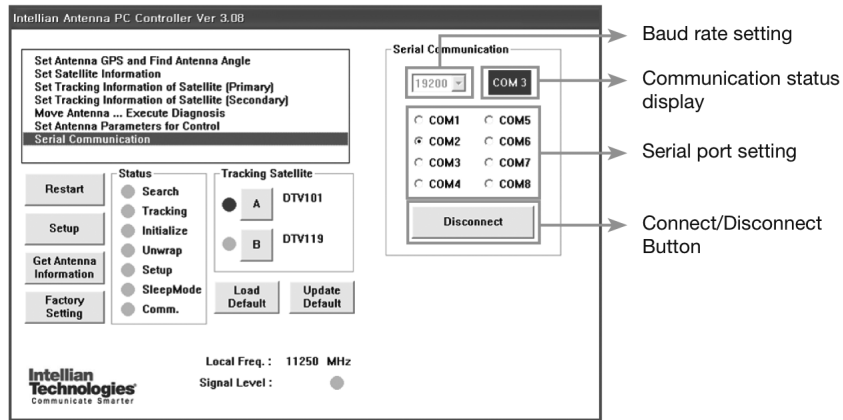 Intellian Antenna PC Controller Ver 3.08
Set Antenna GPS and Find Antenna Angle
Set Satellite Information
Set Tracking Information of Satellite (Primary)
Set Tracking Information of Satellite (Secondary)
Move Antenna ... Execute Diagnosis
Set Antenna Parameters for Control
Serial Communication
Restart
Setup
Get Antenna
Information
Factory
Setting
Status
Search
Tracking
Initialize
Unwrap
Setup
SleepMode
Comm.
Tracking Satellite
A DTV101
B DTV119
Load
Default
Update
Default
Local Freq. : 11250 MHz
Signal Level :
Intellian
Technologies
Communicate Smarter
Serial Communication
19200 COM 3
COM1 COM5
COM2 COM6
COM3 COM7
COM4 COM8
Disconnect
Baud rate setting
Communication status
display
Serial port setting
Connect/Disconnect
Button